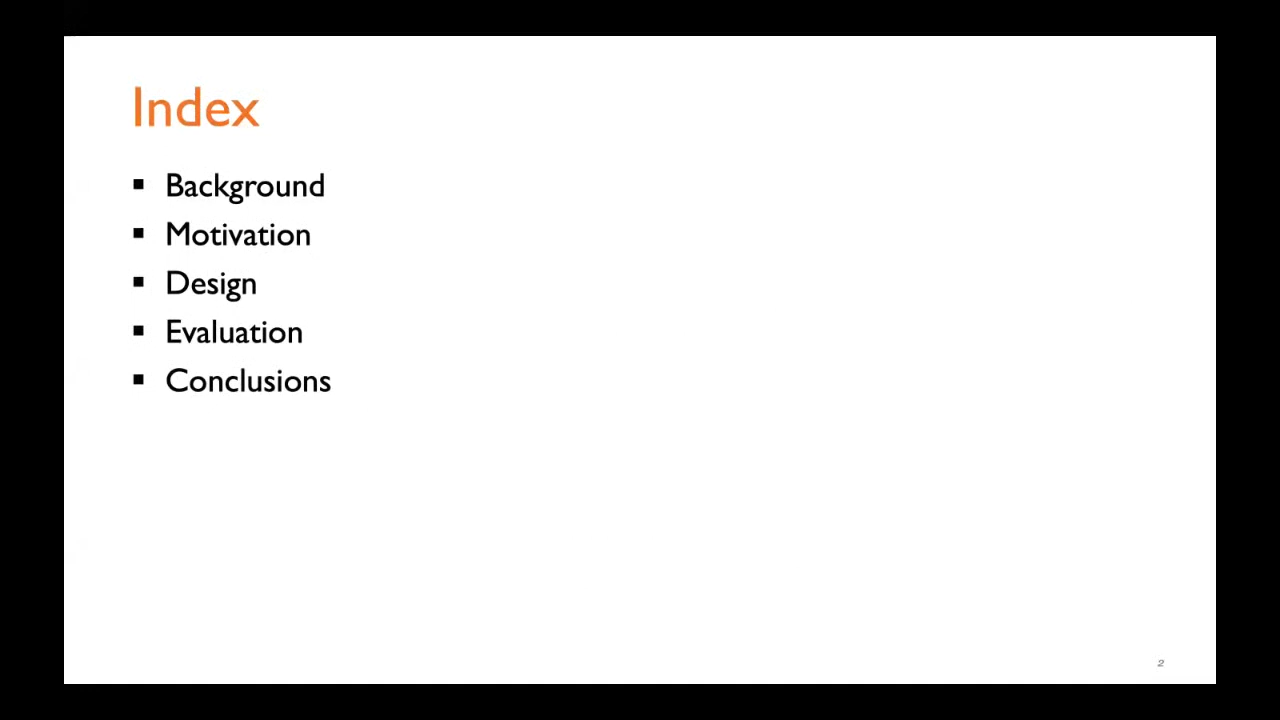 Index
▪ Background
▪ Motivation
▪ Design
▪ Evaluation
▪ Conclusions
2